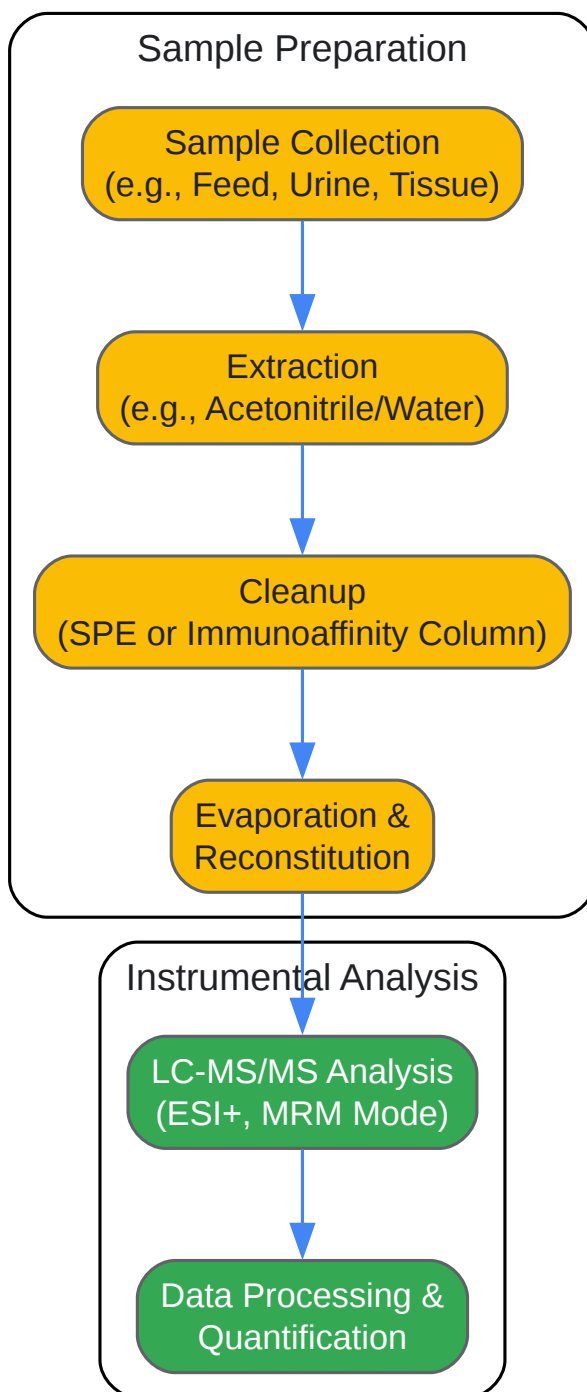 Sample Preparation
Sample Collection
(e.g., Feed, Urine, Tissue)
Extraction
(e.g., Acetonitrile/Water)
Cleanup
(SPE or Immunoaffinity Column)
Evaporation &
Reconstitution
Instrumental Analysis
LC-MS/MS Analysis
(ESI+, MRM Mode)
Data Processing &
Quantification